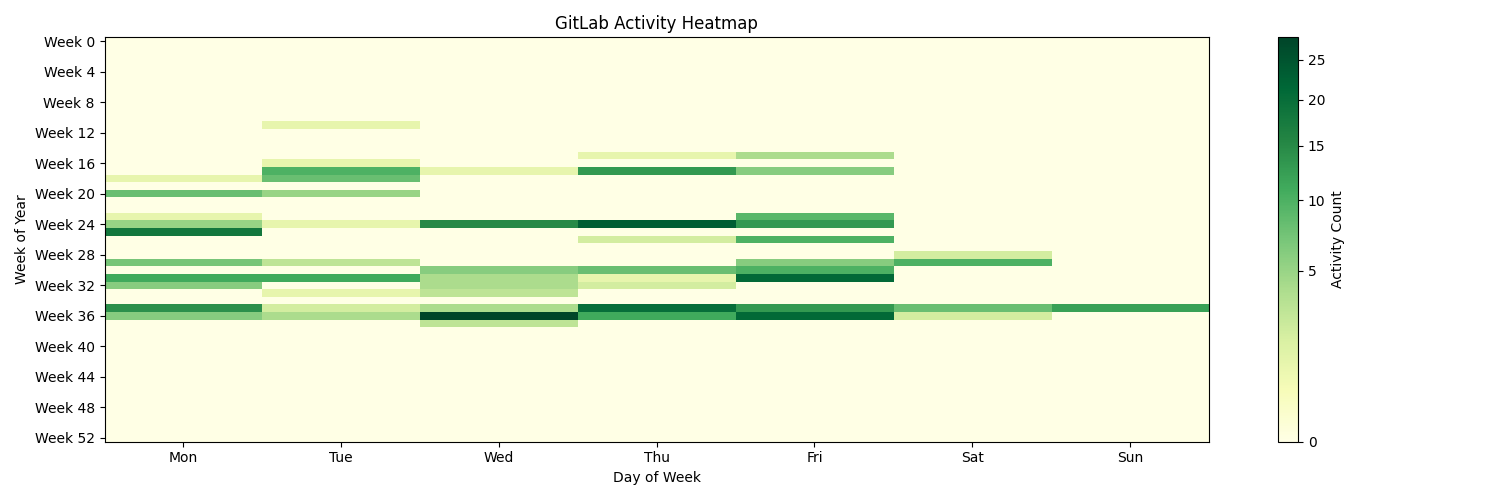 GitLab Activity Heatmap
Week 0
Week 4
Week 8
Week 12
Week 16
Week 20
Week 24
Week 28
Week 32
Week 36
Week 40
Week 44
Week 48
Week 52
Week of Year
Mon Tue Wed Thu Fri Sat Sun
Day of Week
25
20
15
10
5
0
Activity Count